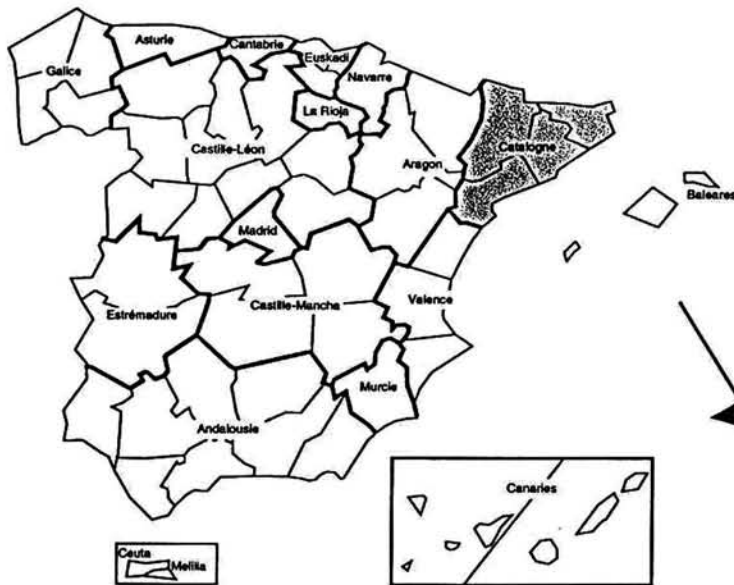 Asturie
Cantabrie
Euskadi
Galice
Navarre
La Rioja
Castille-Léon
Aragon
Catalogne
Baleares
Madrid
Estrémadure
Castille-Mancha
Valence
Murcie
Andalousie
Canaries
Ceuta
Melilla